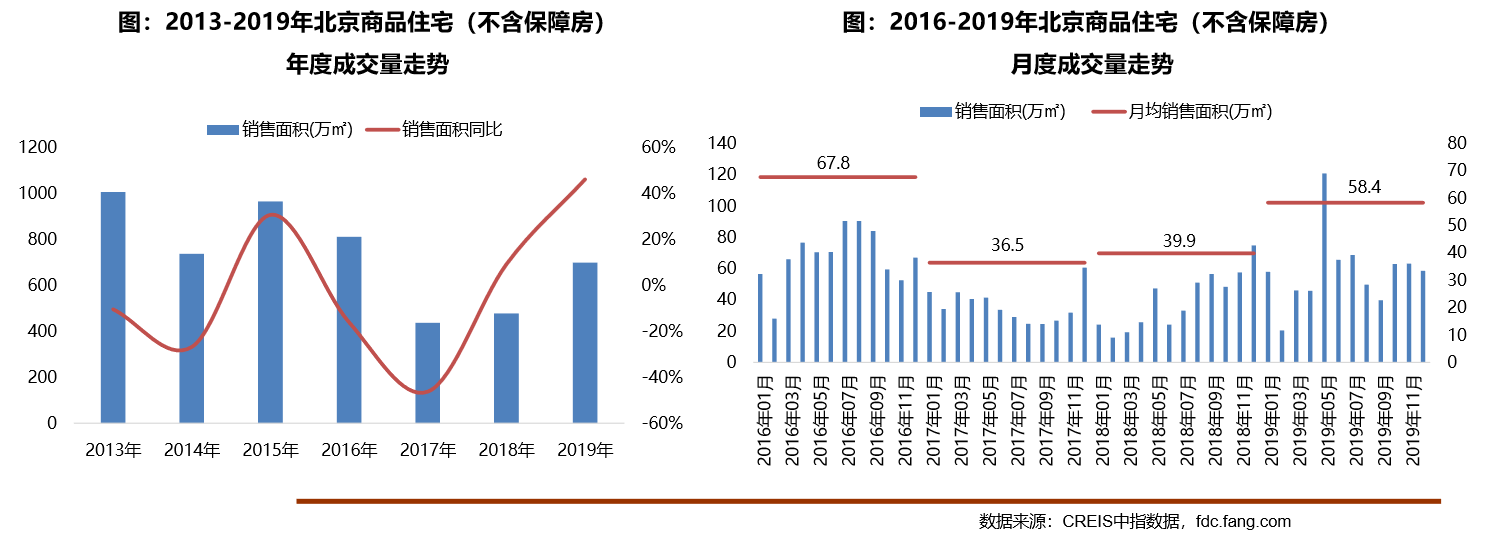 图：2013-2019年北京商品住宅（不含保障房）
年度成交量走势
销售面积(万㎡) 销售面积同比
1200 60%
1000 40%
800 20%
600 0%
400 -20%
200 -40%
0 -60%
2013年 2014年 2015年 2016年 2017年 2018年 2019年
图：2016-2019年北京商品住宅（不含保障房）
月度成交量走势
销售面积(万㎡) 月均销售面积(万㎡)
140 80
120 70
100 60
80 50
60 40
40 30
20 20
0 10
0
67.8
36.5
39.9
58.4
2016年01月 2016年03月 2016年05月 2016年07月 2016年09月 2016年11月 2017年01月 2017年03月 2017年05月 2017年07月 2017年09月 2017年11月 2018年01月 2018年03月 2018年05月 2018年07月 2018年09月 2018年11月 2019年01月 2019年03月 2019年05月 2019年07月 2019年09月 2019年11月
数据来源：CREIS中指数据，fdc.fang.com